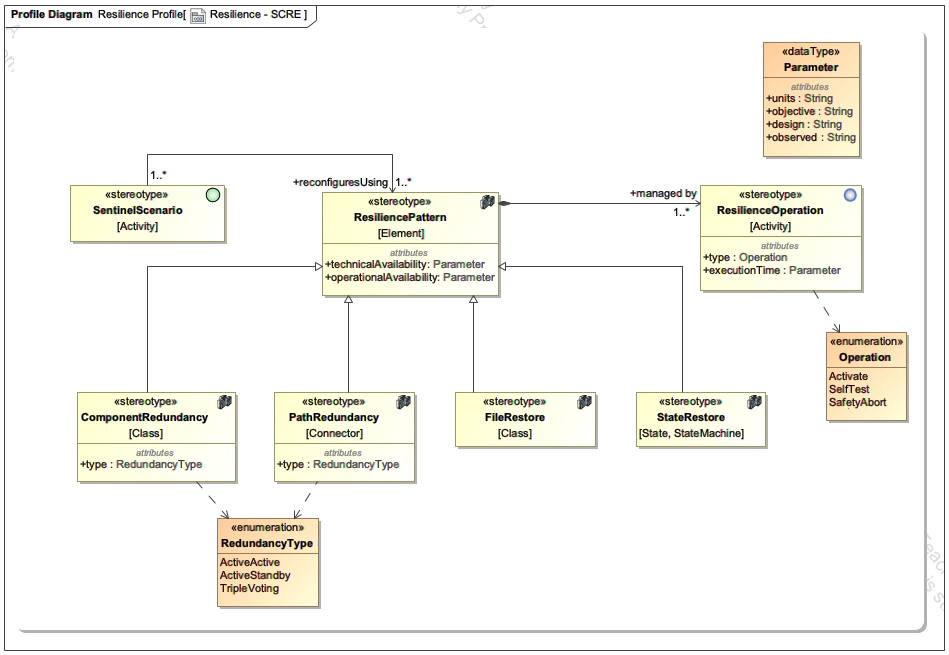 Profile Diagram Resilience Profile[ Resilience - SCRE ]
«dataType»
Parameter
attributes
+units : String
+objective : String
+design : String
+observed : String
1..*
+reconfiguresUsing
1..*
«stereotype»
SentinelScenario
[Activity]
«stereotype»
ResiliencePattern
[Element]
attributes
+technicalAvailability: Parameter
+operationalAvailability: Parameter
+managed by
1..*
«stereotype»
ResilienceOperation
[Activity]
attributes
+type : Operation
+executionTime : Parameter
«enumeration»
Operation
Activate
SelfTest
SafetyAbort
«stereotype»
ComponentRedundancy
[Class]
attributes
+type : RedundancyType
«stereotype»
PathRedundancy
[Connector]
attributes
+type : RedundancyType
«stereotype»
FileRestore
[Class]
«stereotype»
StateRestore
[State, StateMachine]
«enumeration»
RedundancyType
ActiveActive
ActiveStandby
TripleVoting